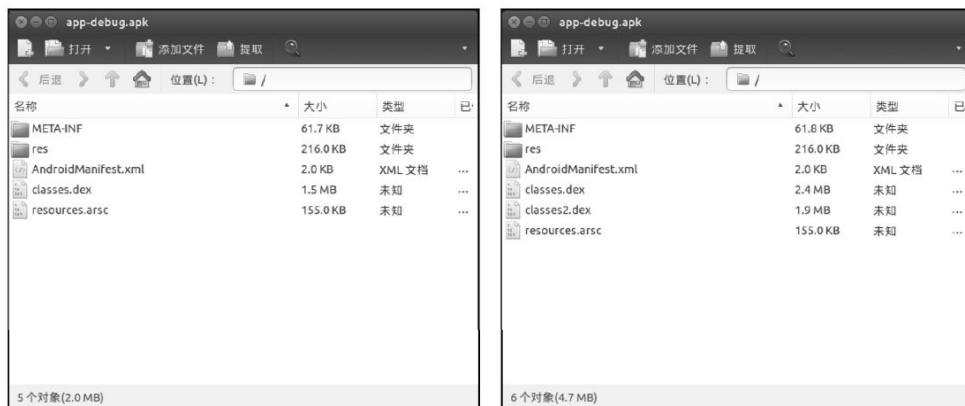 app-debug.apk
打开 添加文件 提取
后退 位置(L)： /
名称 大小 类型 已
META-INF 61.7 KB 文件夹
res 216.0 KB 文件夹
AndroidManifest.xml 2.0 KB XML 文档 ...
classes.dex 1.5 MB 未知 ...
resources.arsc 155.0 KB 未知 ...
5 个对象(2.0 MB)
app-debug.apk
打开 添加文件 提取
后退 位置(L)： /
名称 大小 类型 已
META-INF 61.8 KB 文件夹
res 216.0 KB 文件夹
AndroidManifest.xml 2.0 KB XML 文档 ...
classes.dex 2.4 MB 未知 ...
classes2.dex 1.9 MB 未知 ...
resources.arsc 155.0 KB 未知 ...
6 个对象(4.7 MB)